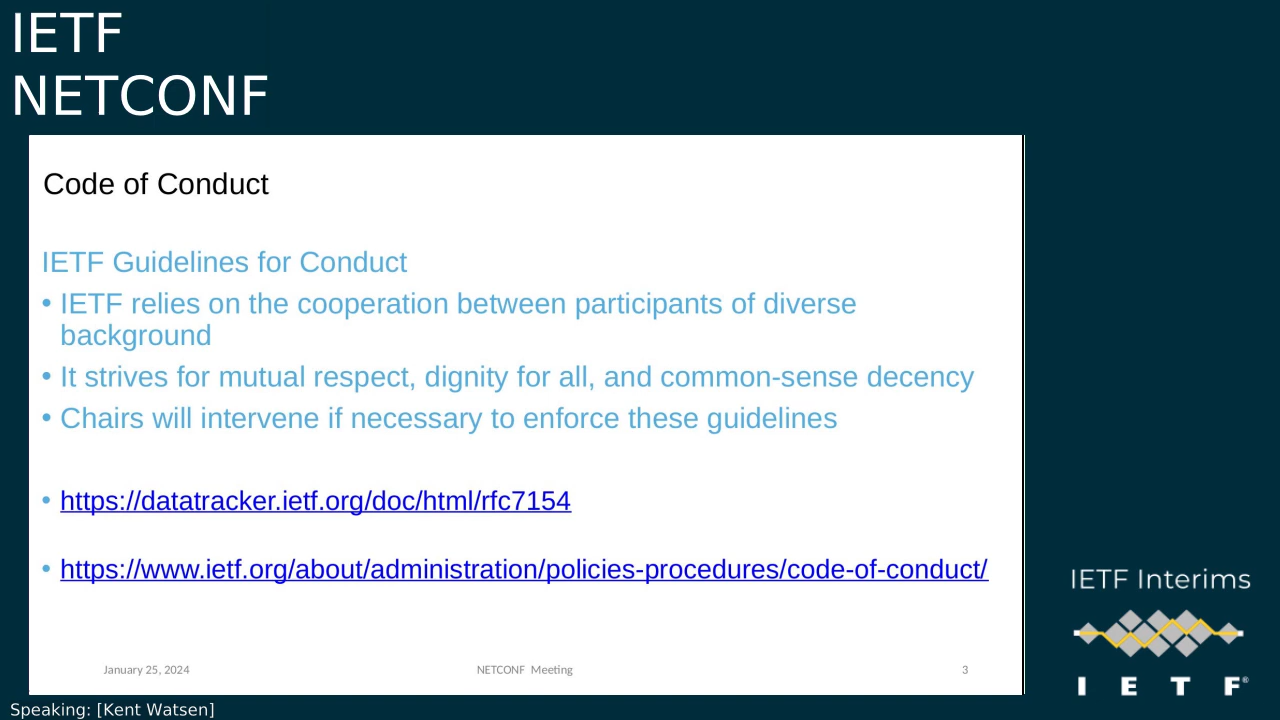 IETF
NETCONF
Code of Conduct
IETF Guidelines for Conduct
• IETF relies on the cooperation between participants of diverse
background
• It strives for mutual respect, dignity for all, and common-sense decency
• Chairs will intervene if necessary to enforce these guidelines
• https://datatracker.ietf.org/doc/html/rfc7154
• https://www.ietf.org/about/administration/policies-procedures/code-of-conduct/
January 25, 2024 NETCONF Meeting 3
IETF Interims
I E T F®
Speaking: [Kent Watsen]